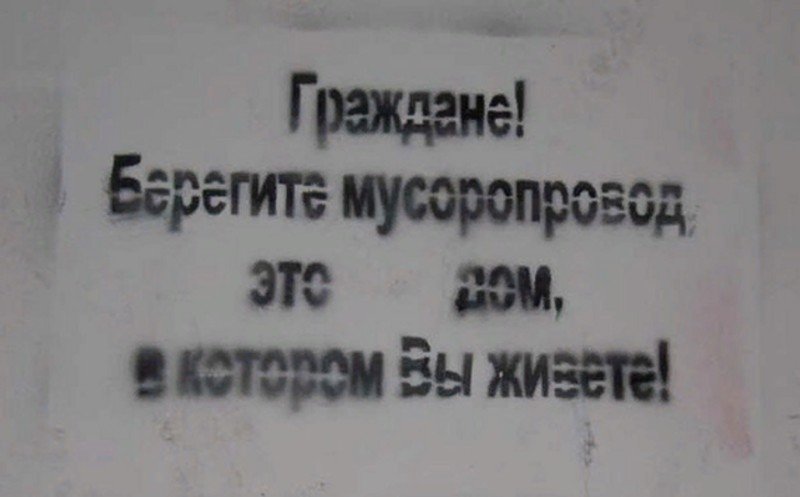 Граждане!
Берегите мусоропровод,
это дом,
в котором Вы живете!